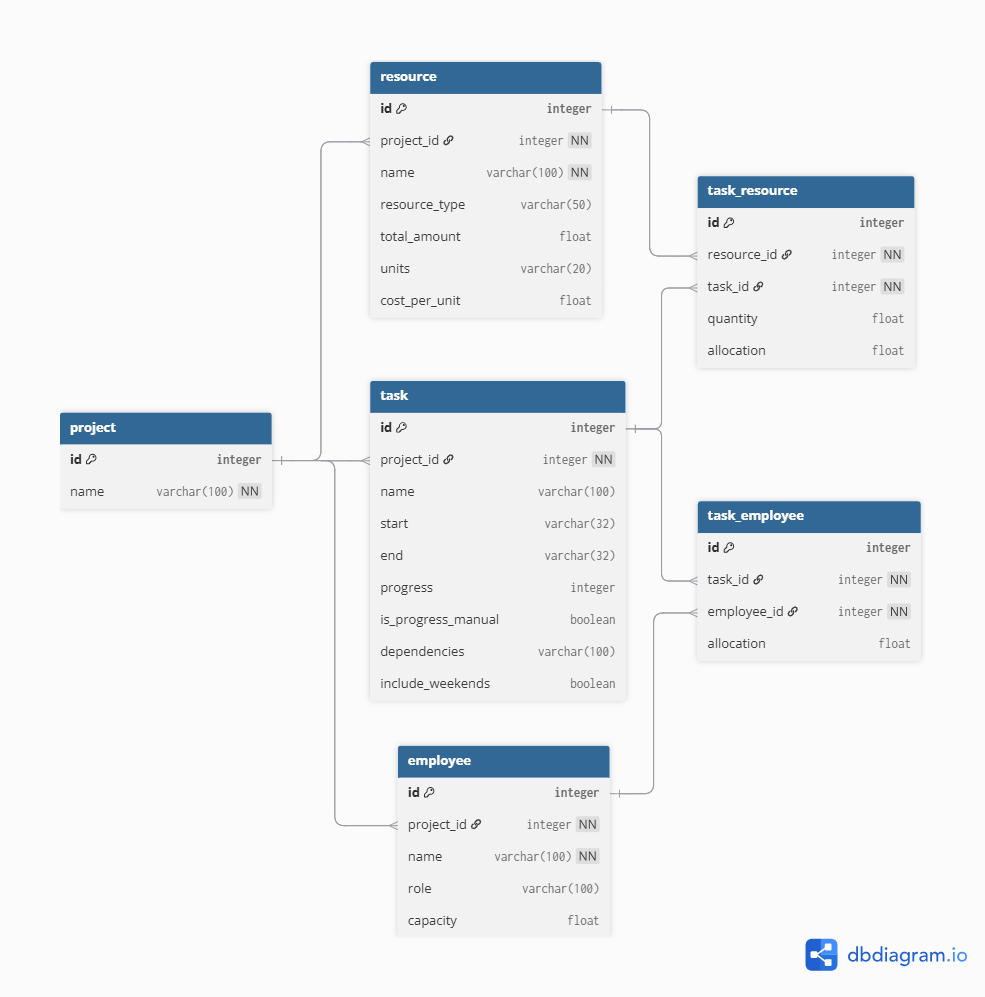 resource
id integer
project_id integer NN
name varchar(100) NN
resource_type varchar(50)
total_amount float
units varchar(20)
cost_per_unit float
task_resource
id integer
resource_id integer NN
task_id integer NN
quantity float
allocation float
task
id integer
project_id integer NN
name varchar(100)
start varchar(32)
end varchar(32)
progress integer
is_progress_manual boolean
dependencies varchar(100)
include_weekends boolean
project
id integer
name varchar(100) NN
task_employee
id integer
task_id integer NN
employee_id integer NN
allocation float
employee
id integer
project_id integer NN
name varchar(100) NN
role varchar(100)
capacity float
dbdiagram.io